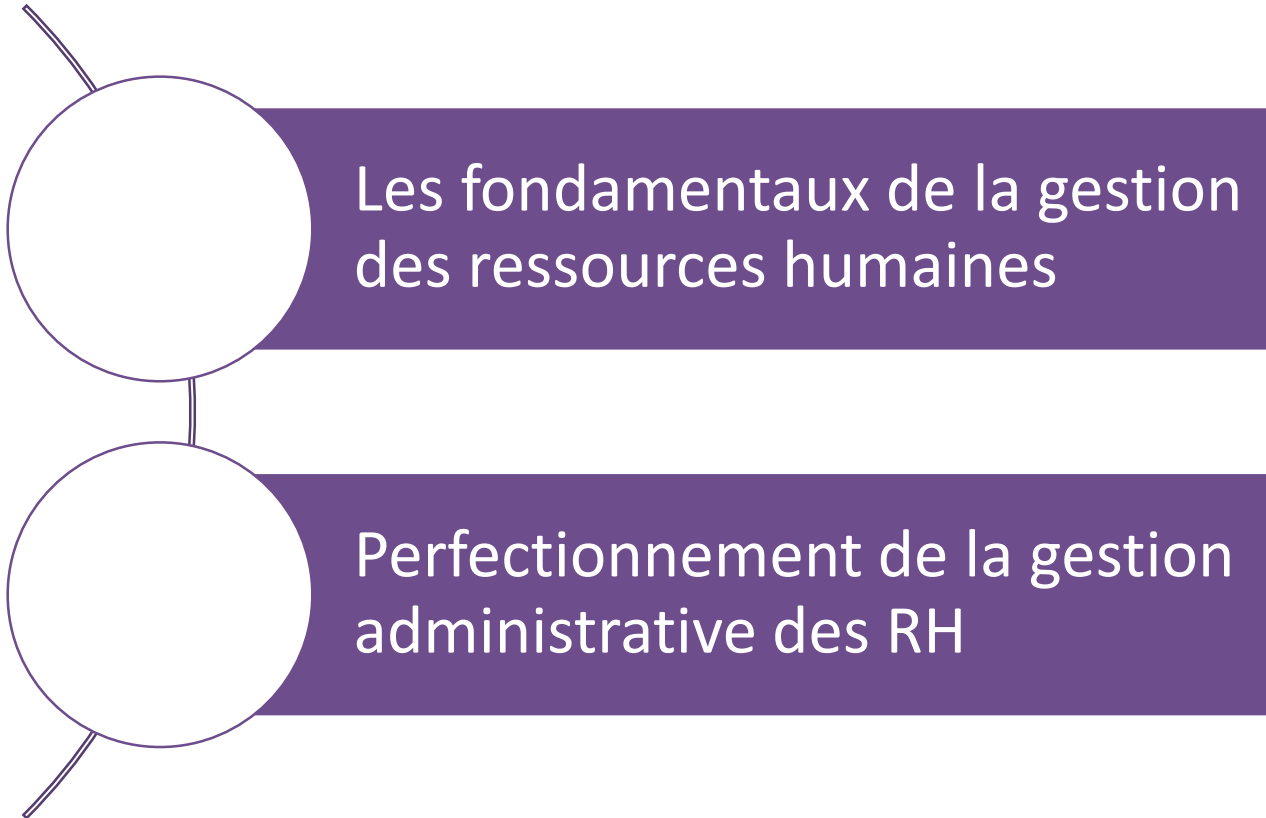 Les fondamentaux de la gestion
des ressources humaines
Perfectionnement de la gestion
administrative des RH